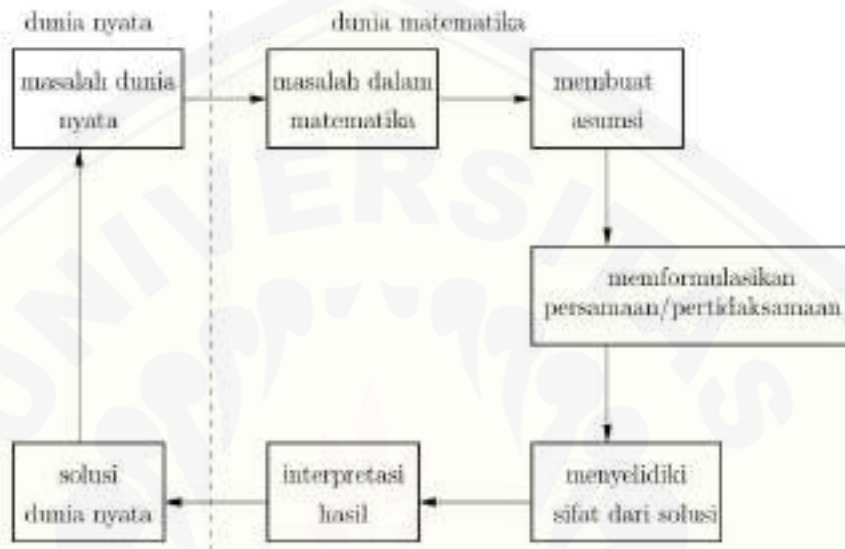 dunia nyata
dunia matematika
masalah dunia
nyata
masalah dalam
matematika
membuat
asumsi
memformulasikan
persamaan/pertidaksamaan
menyelidiki
sifat dari solusi
interpretasi
hasil
solusi
dunia nyata
UNIVERSITAS